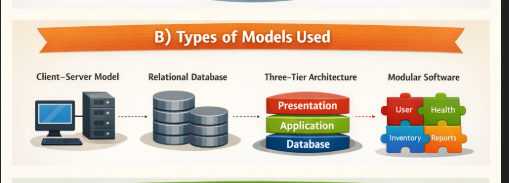 B) Types of Models Used
Client-Server Model
Relational Database
Three-Tier Architecture
Modular Software
Presentation
Application
Database
User
Health
Inventory
Reports